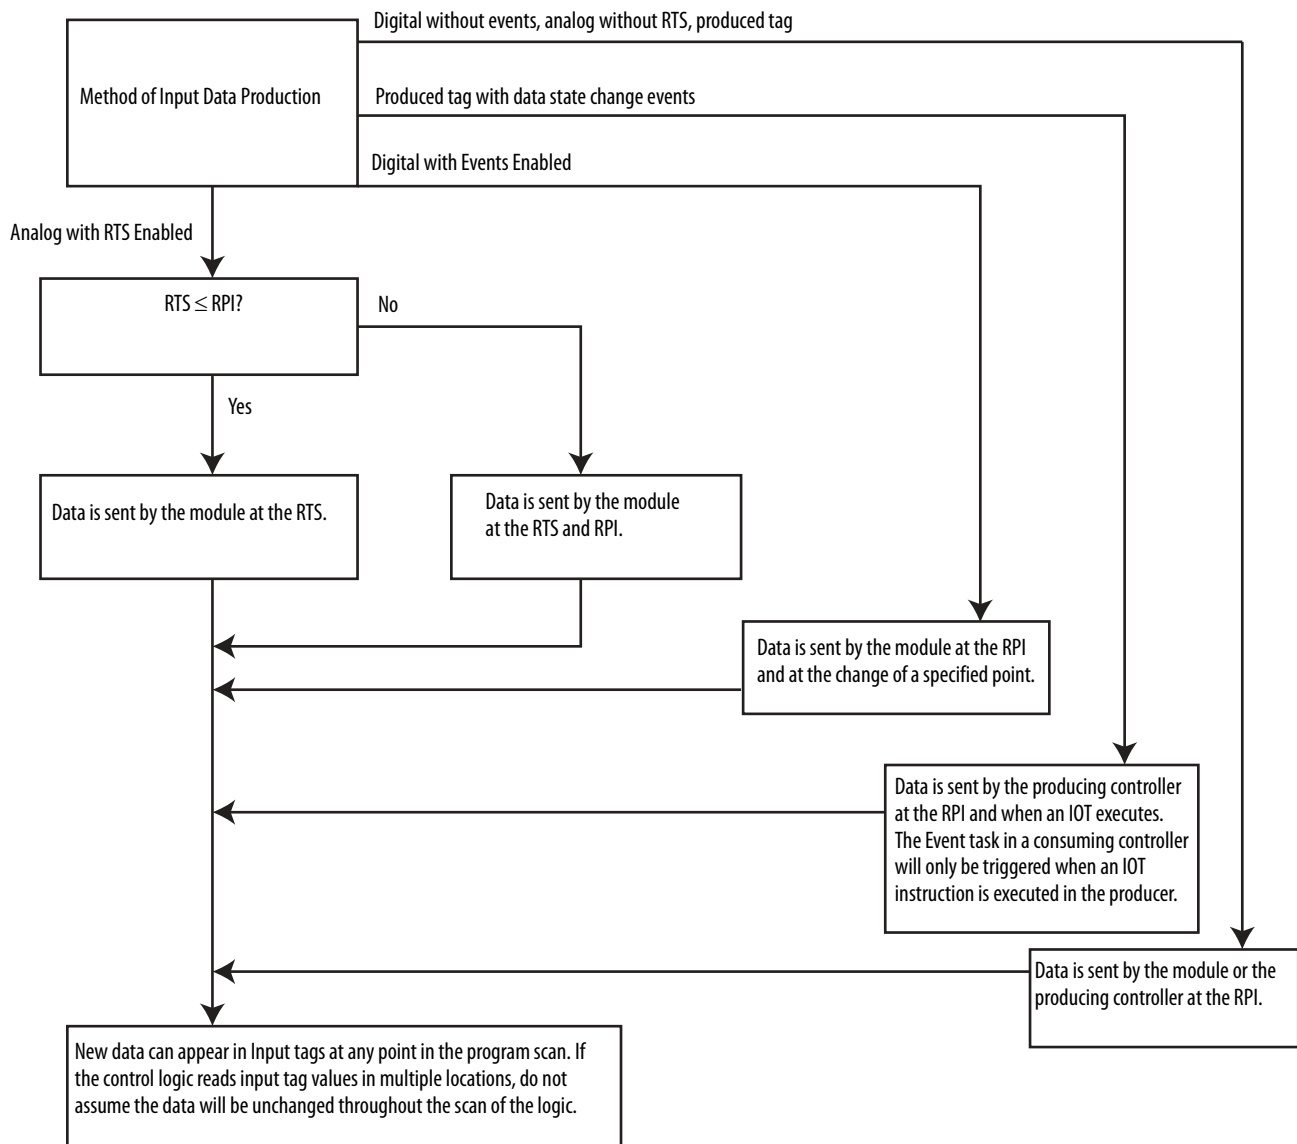 Digital without events, analog without RTS, produced tag
Method of Input Data Production
Produced tag with data state change events
Digital with Events Enabled
Analog with RTS Enabled
RTS ≤ RPI?
No
Yes
Data is sent by the module at the RTS.
Data is sent by the module
at the RTS and RPI.
Data is sent by the module at the RPI
and at the change of a specified point.
Data is sent by the producing controller
at the RPI and when an IOT executes.
The Event task in a consuming controller
will only be triggered when an IOT
instruction is executed in the producer.
Data is sent by the module or the
producing controller at the RPI.
New data can appear in Input tags at any point in the program scan. If
the control logic reads input tag values in multiple locations, do not
assume the data will be unchanged throughout the scan of the logic.